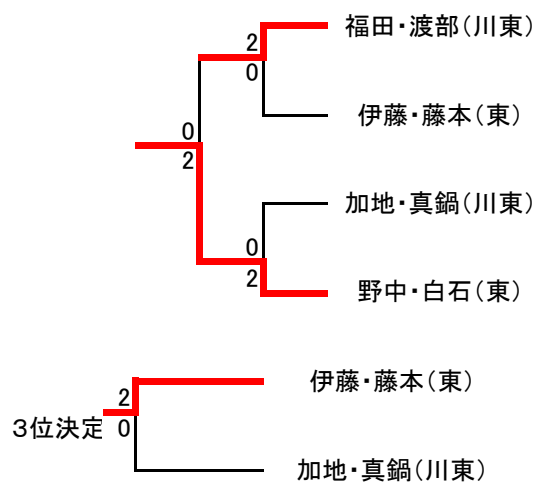 福田・渡部(川東)
2
0
伊藤・藤本(東)
0
2
加地・真鍋(川東)
0
2
野中・白石(東)
伊藤・藤本(東)
2
3位決定 0
加地・真鍋(川東)